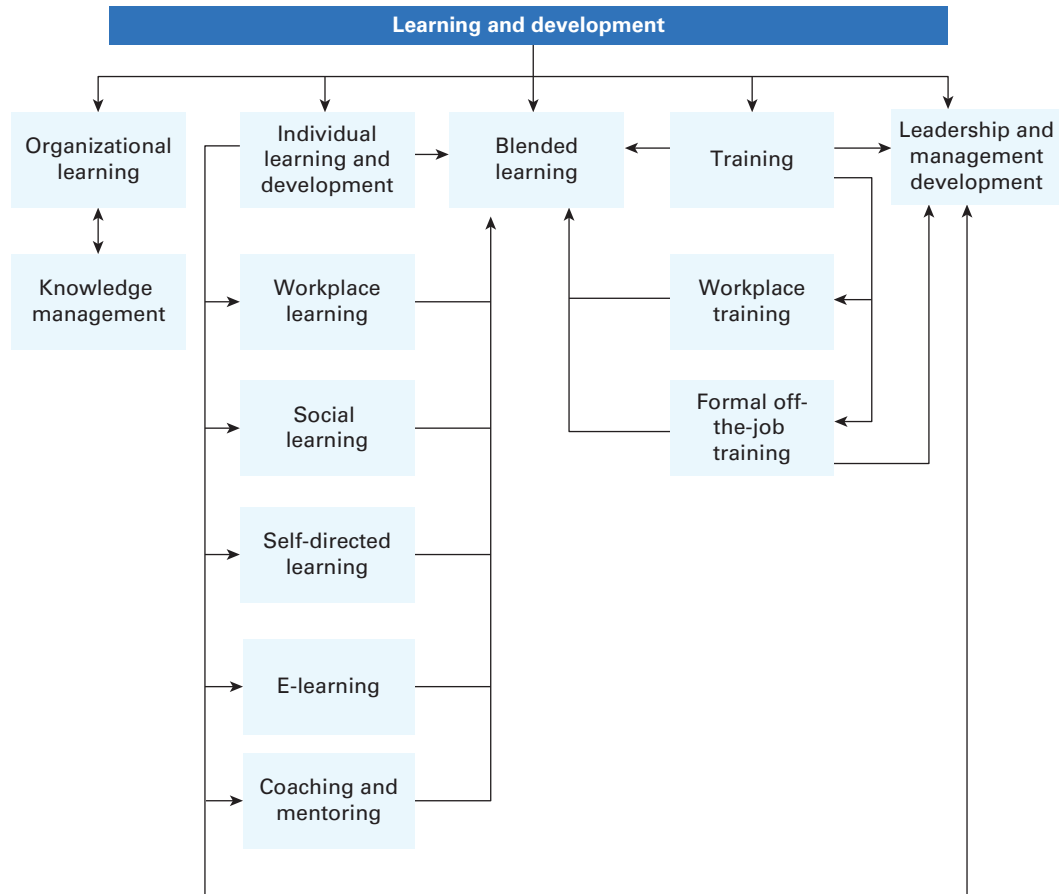 Learning and development
Organizational
learning
Individual
learning and
development
Blended
learning
Training
Leadership and
management
development
Knowledge
management
Workplace
learning
Workplace
training
Social
learning
Formal off-
the-job
training
Self-directed
learning
E-learning
Coaching and
mentoring